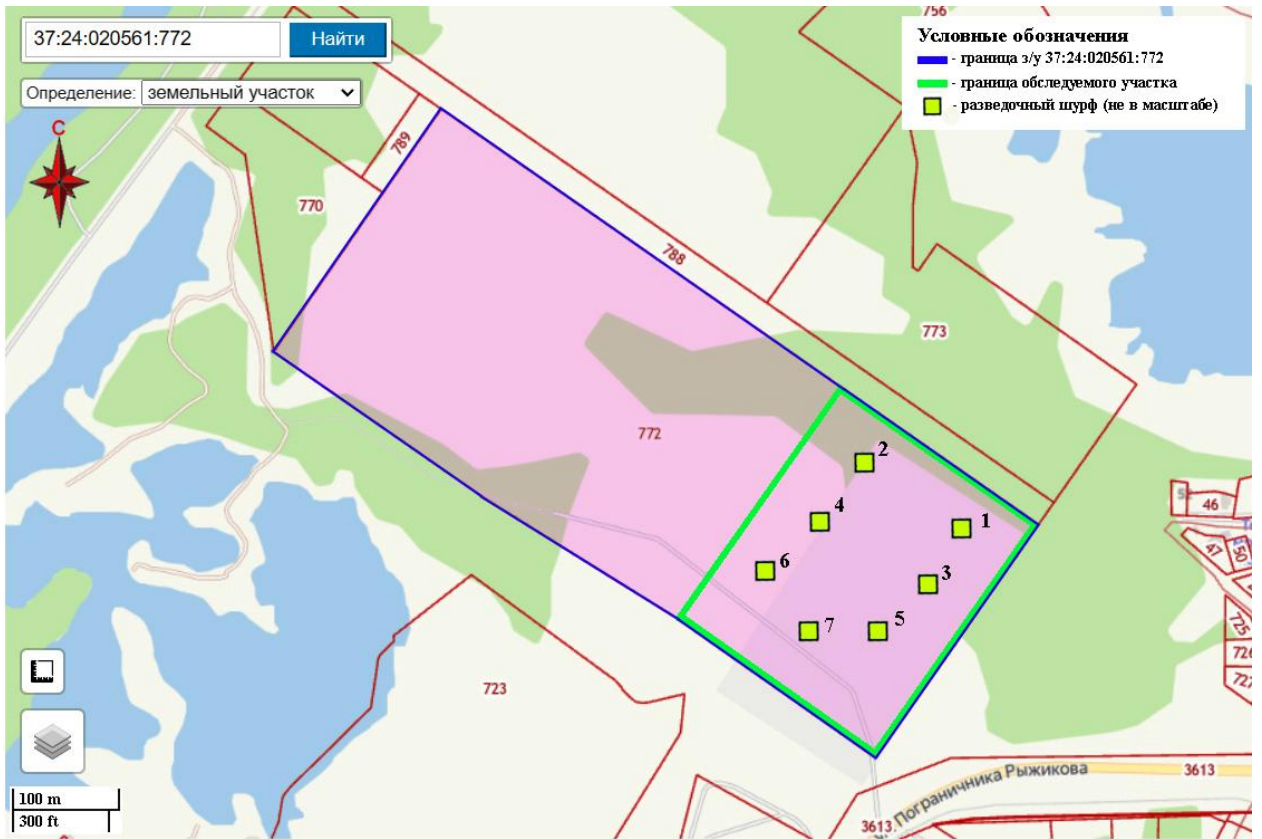 37:24:020561:772
Найти
Определение: земельный участок
С
Условные обозначения
- граница з/у 37:24:020561:772
- граница обследуемого участка
- разведочный шурф (не в масштабе)
756
789
770
788
773
772
2
4
1
6
3
7
5
46
47
50
725
726
727
723
Пограничника Рыжикова
3613
3613
100 m
300 ft